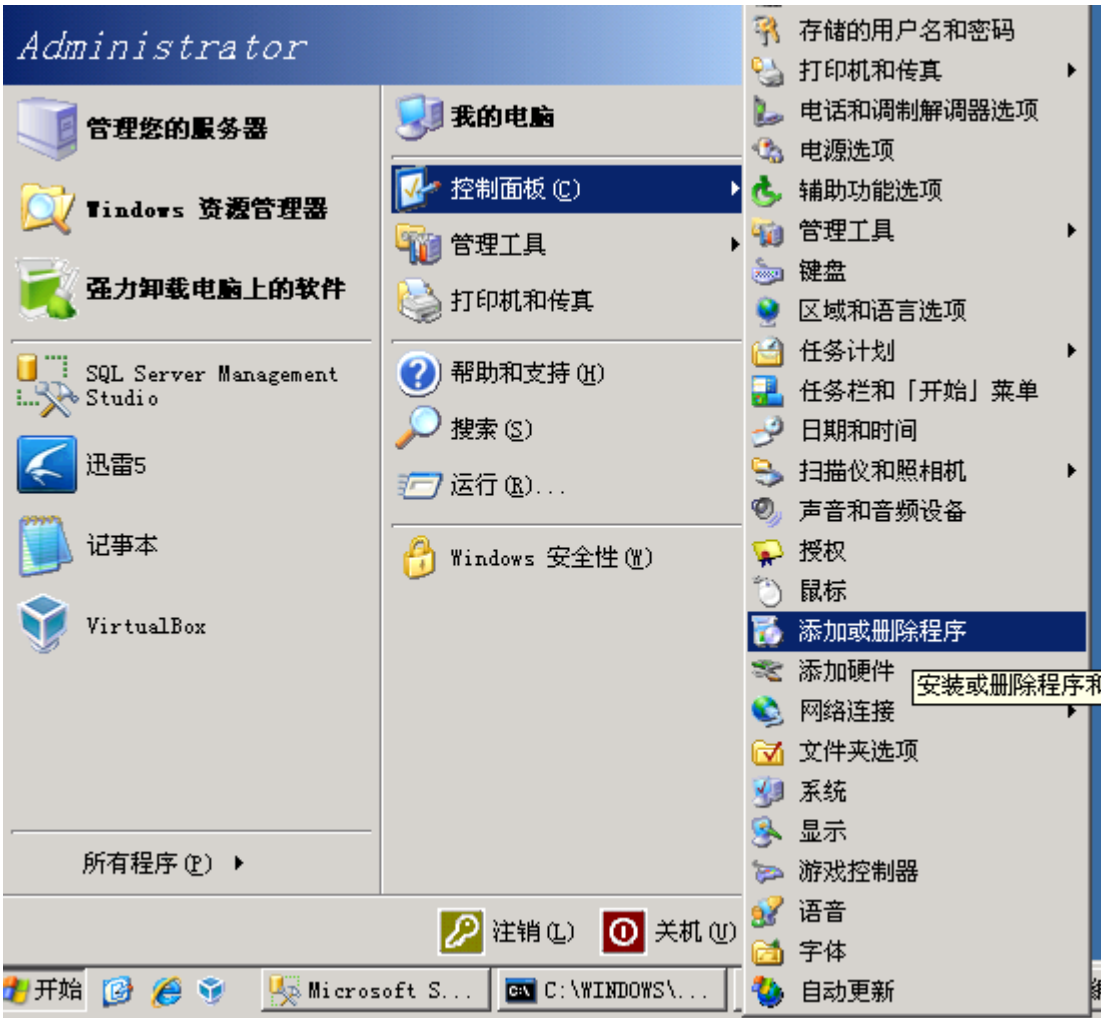 Administrator
管理您的服务器
Windows 资源管理器
强力卸载电脑上的软件
SQL Server Management
Studio
迅雷5
记事本
VirtualBox
所有程序(P)
我的电脑
控制面板(C)
管理工具
打印机和传真
帮助和支持(H)
搜索(S)
运行(R)...
Windows 安全性(W)
注销(L)
关机(U)
存储的用户名和密码
打印机和传真
电话和调制解调器选项
电源选项
辅助功能选项
管理工具
键盘
区域和语言选项
任务计划
任务栏和「开始」菜单
日期和时间
扫描仪和照相机
声音和音频设备
授权
鼠标
添加或删除程序
添加硬件
安装或删除程序和
网络连接
文件夹选项
系统
显示
游戏控制器
语音
字体
自动更新
开始
Microsoft S...
C:\WINDOWS\...